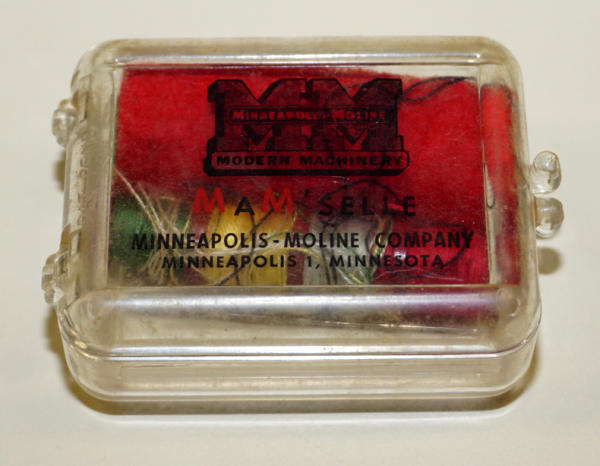 MM
MINNEAPOLIS-MOLINE
MODERN MACHINERY
MAM'SELLE
MINNEAPOLIS-MOLINE COMPANY
MINNEAPOLIS 1, MINNESOTA